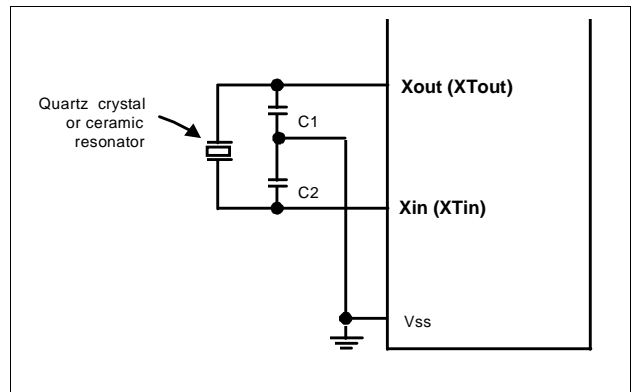 Xout (XTout)
Quartz crystal
or ceramic
resonator
C1
C2
Xin (XTin)
Vss